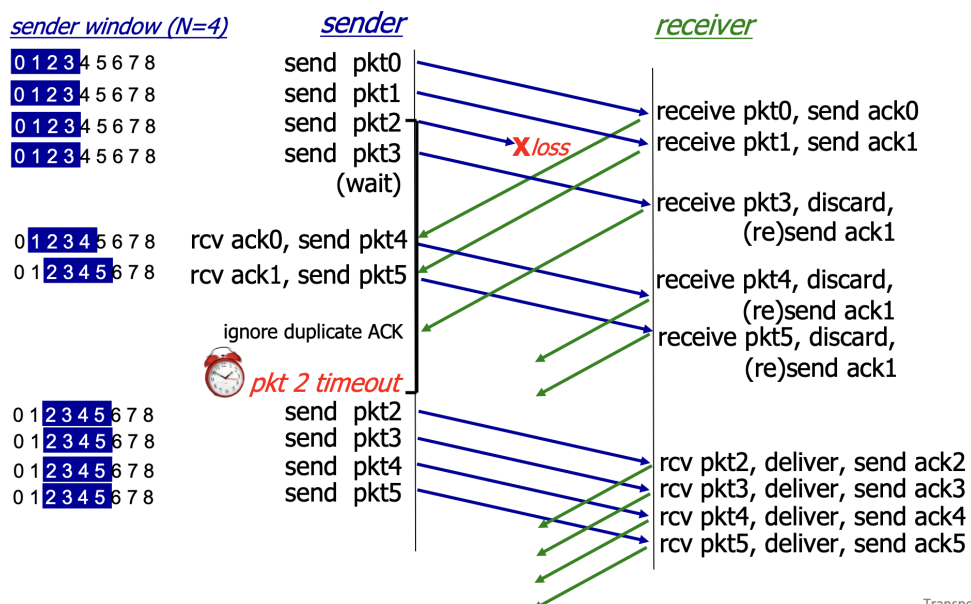 sender window (N=4)
sender
receiver
0 1 2 3 4 5 6 7 8
send pkt0
0 1 2 3 4 5 6 7 8
send pkt1
0 1 2 3 4 5 6 7 8
send pkt2
0 1 2 3 4 5 6 7 8
send pkt3
(wait)
X loss
receive pkt0, send ack0
receive pkt1, send ack1
receive pkt3, discard,
(re)send ack1
0 1 2 3 4 5 6 7 8
rcv ack0, send pkt4
0 1 2 3 4 5 6 7 8
rcv ack1, send pkt5
receive pkt4, discard,
(re)send ack1
receive pkt5, discard,
(re)send ack1
ignore duplicate ACK
pkt 2 timeout
0 1 2 3 4 5 6 7 8
send pkt2
0 1 2 3 4 5 6 7 8
send pkt3
0 1 2 3 4 5 6 7 8
send pkt4
0 1 2 3 4 5 6 7 8
send pkt5
rcv pkt2, deliver, send ack2
rcv pkt3, deliver, send ack3
rcv pkt4, deliver, send ack4
rcv pkt5, deliver, send ack5